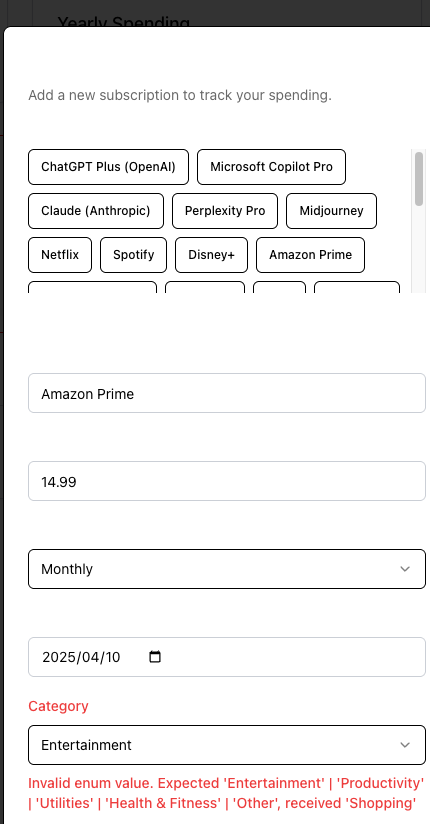 Yearly Spending
Add a new subscription to track your spending.
ChatGPT Plus (OpenAI)
Microsoft Copilot Pro
Claude (Anthropic)
Perplexity Pro
Midjourney
Netflix
Spotify
Disney+
Amazon Prime
Amazon Prime
14.99
Monthly
2025/04/10
Category
Entertainment
Invalid enum value. Expected 'Entertainment' | 'Productivity'
| 'Utilities' | 'Health & Fitness' | 'Other', received 'Shopping'